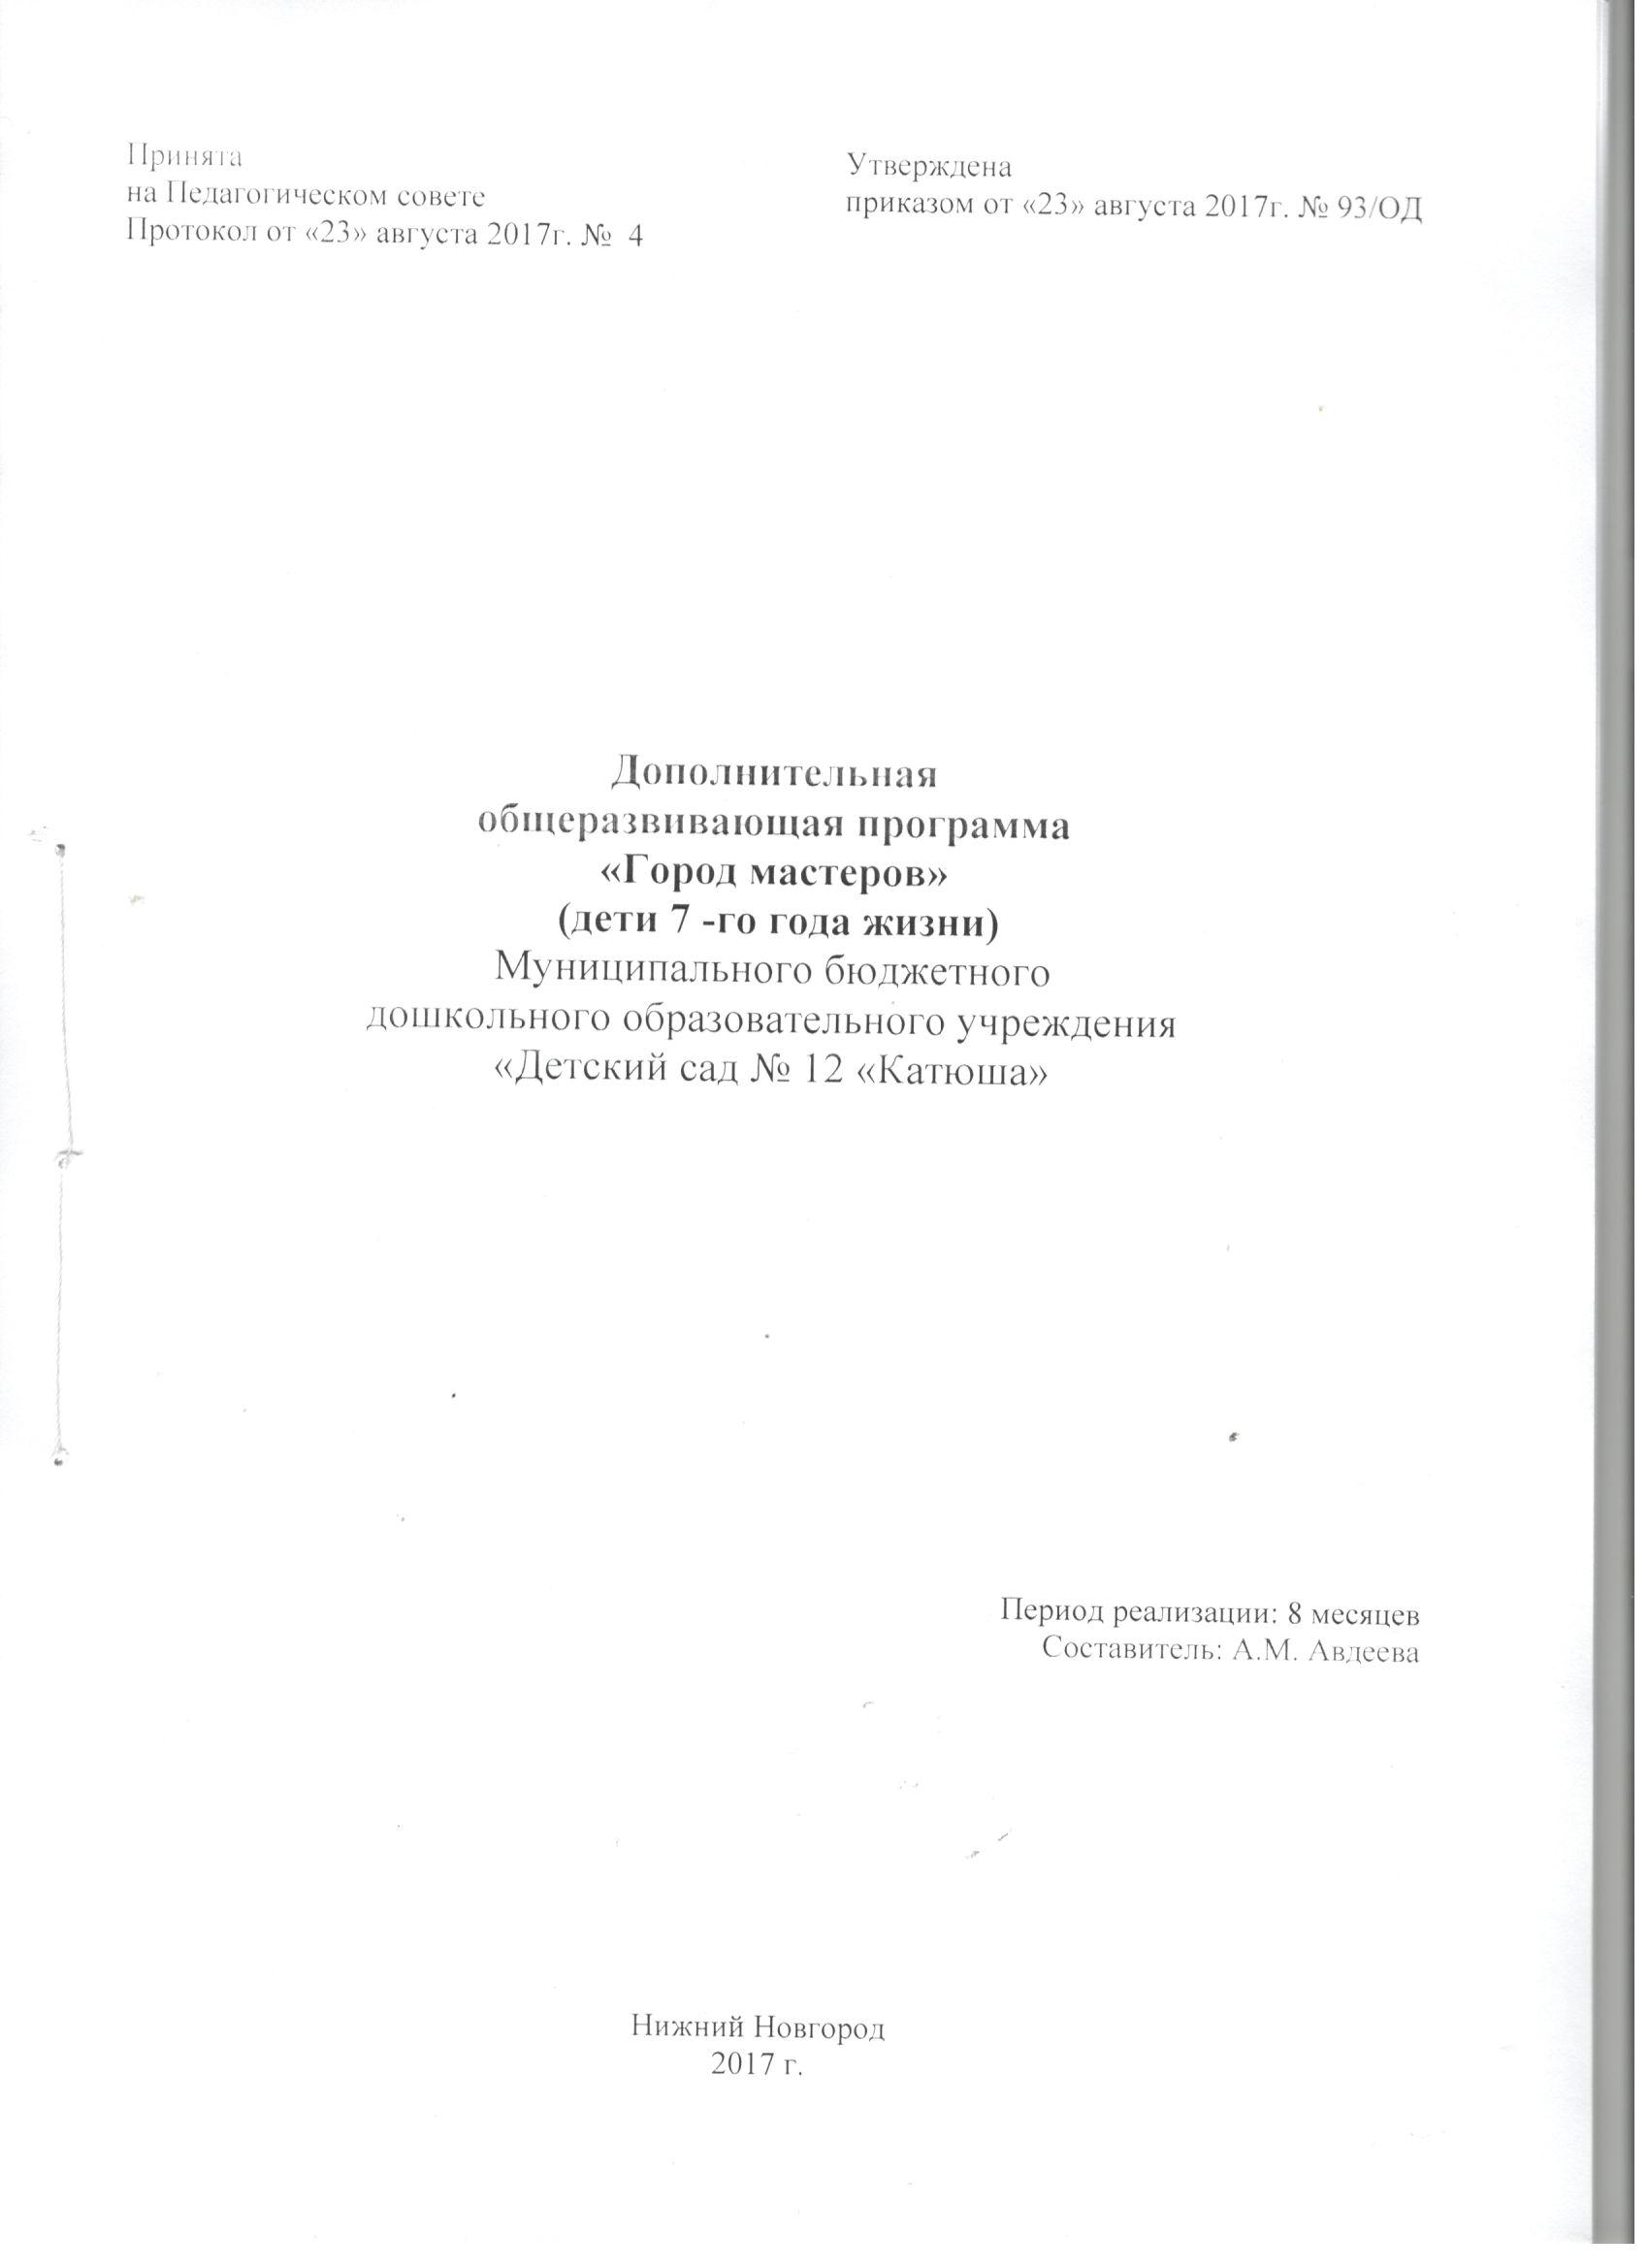 Принята
на Педагогическом совете
Протокол от «23» августа 2017г. №  4
Утверждена
приказом от «23» августа 2017г. № 93/ОД
Дополнительная
общеразвивающая программа
«Город мастеров»
(дети 7 -го года жизни)
Муниципального бюджетного
дошкольного образовательного учреждения
«Детский сад № 12 «Катюша»
Период реализации: 8 месяцев
Составитель: А.М. Авдеева
Нижний Новгород
2017 г.